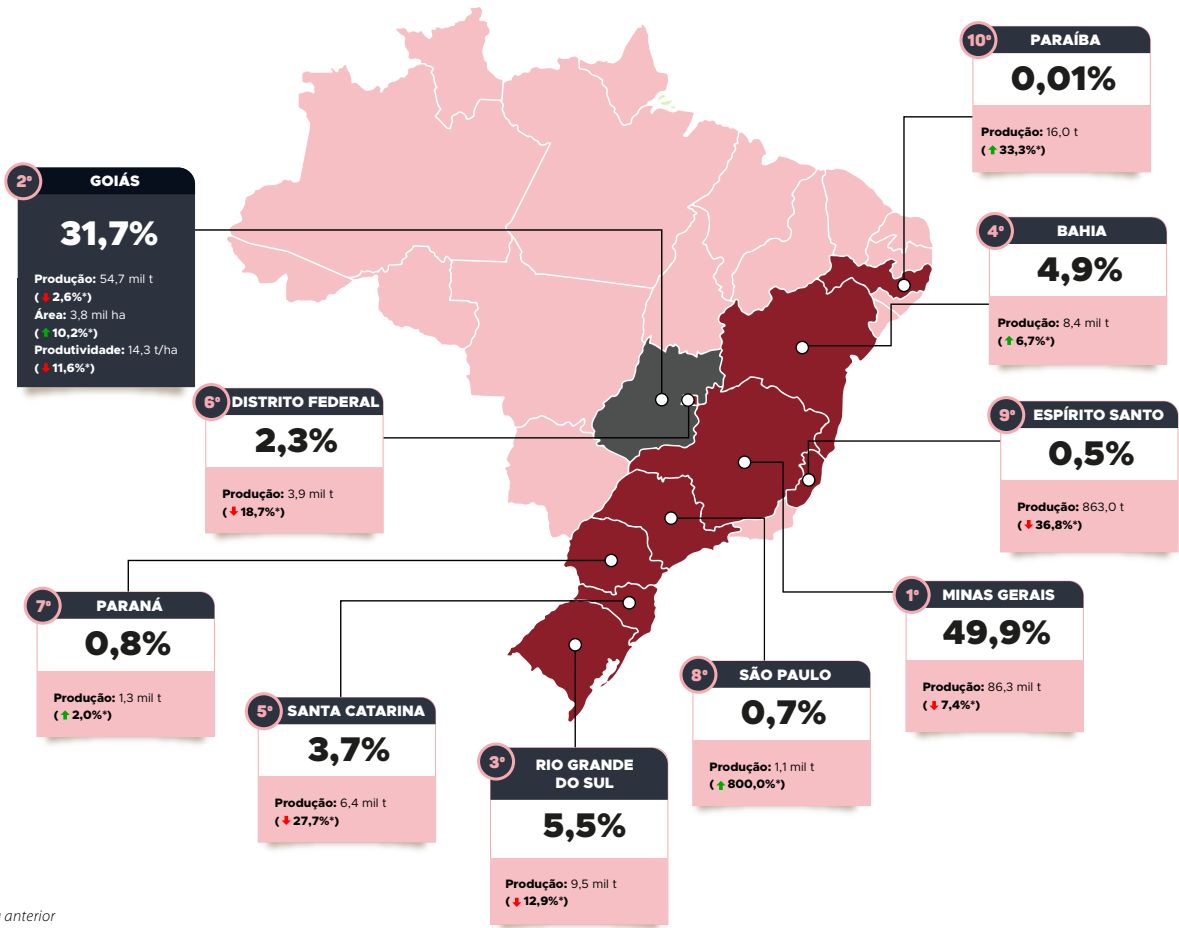 10º
PARAÍBA
0,01%
Produção: 16,0 t
(⬆33,3%*)
2º
GOIÁS
31,7%
Produção: 54,7 mil t
(⬇2,6%*)
Área: 3,8 mil ha
(⬆10,2%*)
Produtividade: 14,3 t/ha
(⬇11,6%*)
4º
BAHIA
4,9%
Produção: 8,4 mil t
(⬆6,7%*)
6º
DISTRITO FEDERAL
2,3%
Produção: 3,9 mil t
(⬇18,7%*)
9º
ESPÍRITO SANTO
0,5%
Produção: 863,0 t
(⬇36,8%*)
7º
PARANÁ
0,8%
Produção: 1,3 mil t
(⬆2,0%*)
1º
MINAS GERAIS
49,9%
Produção: 86,3 mil t
(⬇7,4%*)
5º
SANTA CATARINA
3,7%
Produção: 6,4 mil t
(⬇27,7%*)
8º
SÃO PAULO
0,7%
Produção: 1,1 mil t
(⬆800,0%*)
3º
RIO GRANDE
DO SUL
5,5%
Produção: 9,5 mil t
(⬇12,9%*)
anterior